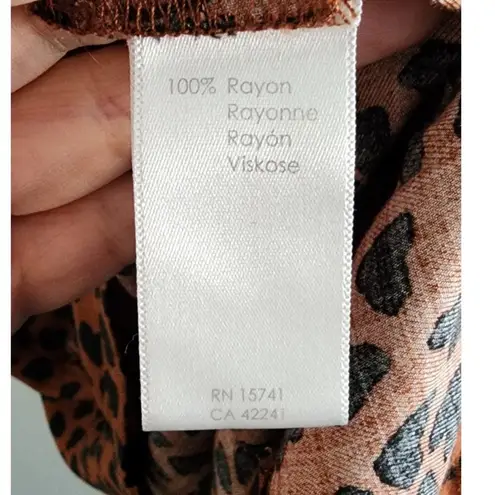 100% Rayon
Rayonne
Rayón
Viskose
RN 15741
CA 42241